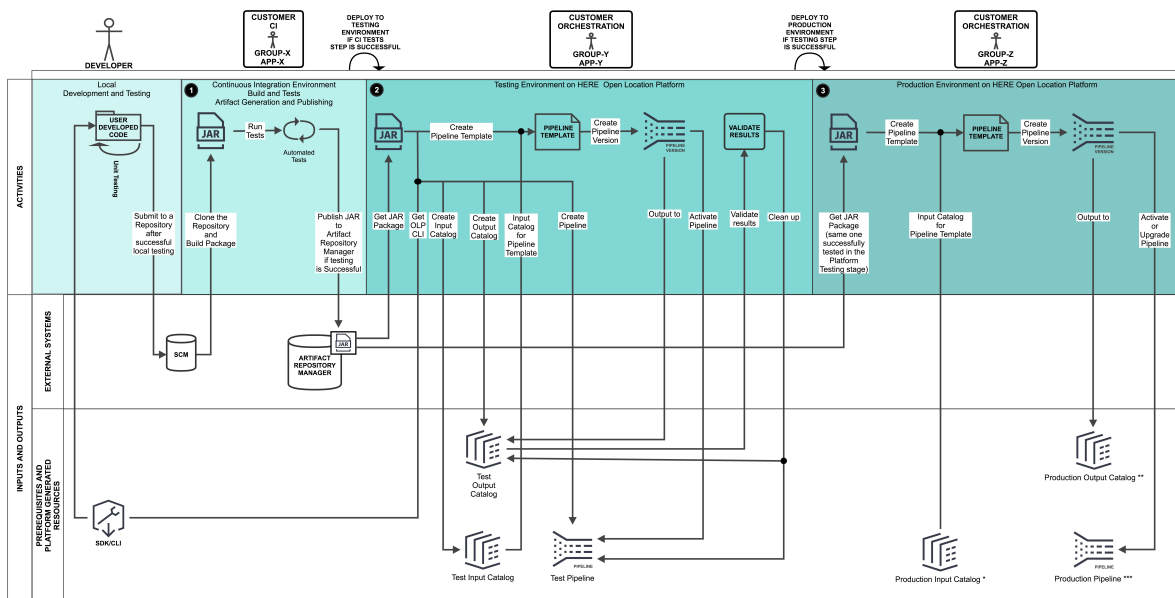 DEVELOPER
CUSTOMER
CI
GROUP-X
APP-X
DEPLOY TO
TESTING
ENVIRONMENT
IF CI TESTS
STEP IS SUCCESSFUL
CUSTOMER
ORCHESTRATION
GROUP-Y
APP-Y
DEPLOY TO
PRODUCTION
ENVIRONMENT
IF TESTING STEP
IS SUCCESSFUL
CUSTOMER
ORCHESTRATION
GROUP-Z
APP-Z
ACTIVITIES
Local
Development and Testing
USER
DEVELOPED
CODE
Unit Testing
Submit to a
Repository
after
successful
local testing
1
Continuous Integration Environment
Build and Tests
Artifact Generation and Publishing
JAR
Run
Tests
Automated
Tests
Clone the
Repository
and
Build Package
Publish JAR
to
Artifact
Repository
Manager
if testing
is Successful
2
Testing Environment on HERE Open Location Platform
JAR
Create
Pipeline Template
PIPELINE
TEMPLATE
Create
Pipeline
Version
PIPELINE
VERSION
VALIDATE
RESULTS
Get JAR
Package
Get
OLP
CLI
Create
Input
Catalog
Create
Output
Catalog
Input
Catalog
for
Pipeline
Template
Create
Pipeline
Output to
Activate
Pipeline
Validate
results
Clean up
3
Production Environment on HERE Open Location Platform
JAR
Create
Pipeline
Template
PIPELINE
TEMPLATE
Create
Pipeline
Version
PIPELINE
VERSION
Get JAR
Package
(same one
successfully
tested in the
Platform
Testing stage)
Input Catalog
for
Pipeline Template
Output to
Activate
or
Upgrade
Pipeline
INPUTS AND OUTPUTS
EXTERNAL SYSTEMS
SCM
ARTIFACT
REPOSITORY
MANAGER
JAR
PREREQUISITES AND
PLATFORM GENERATED
RESOURCES
SDK/CLI
Test
Output
Catalog
Test Input Catalog
PIPELINE
Test Pipeline
Production Output Catalog **
Production Input Catalog *
PIPELINE
Production Pipeline ***